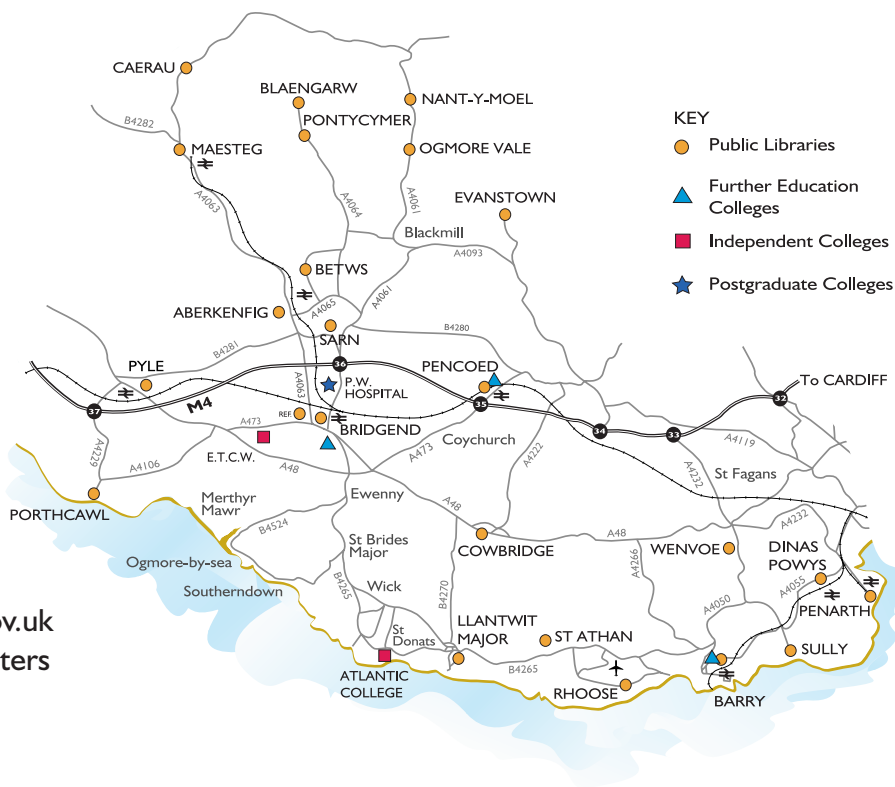 CAERAU
BLAENGARW
NANT-Y-MOEL
B4282
PONTYCYMER
MAESTEG
OGMORE VALE
A4063
A4064
A4061
EVANSTOWN
Blackmill
A4093
BETWS
A4061
A4065
ABERKENFIG
SARN
B4280
B4281
PYLE
36
PENCOED
P.W.
HOSPITAL
A4063
M4
37
35
REF.
BRIDGEND
A473
E.T.C.W.
A48
A473
Coychurch
A4222
34
33
32
To CARDIFF
A4119
A4232
St Fagans
A4229
A4106
PORTHCAWL
Merthyr
Mawr
Ewenny
A48
B4524
St Brides
Major
COWBRIDGE
A48
A4266
WENVOE
A4232
DINAS
POWYS
Ogmore-by-sea
Southerndown
B4265
Wick
B4270
A4050
A4055
PENARTH
St
Donats
LLANTWIT
MAJOR
ST ATHAN
SULLY
B4265
ATLANTIC
COLLEGE
RHOOSE
BARRY
KEY
Public Libraries
Further Education
Colleges
Independent Colleges
Postgraduate Colleges
ov.uk
ters